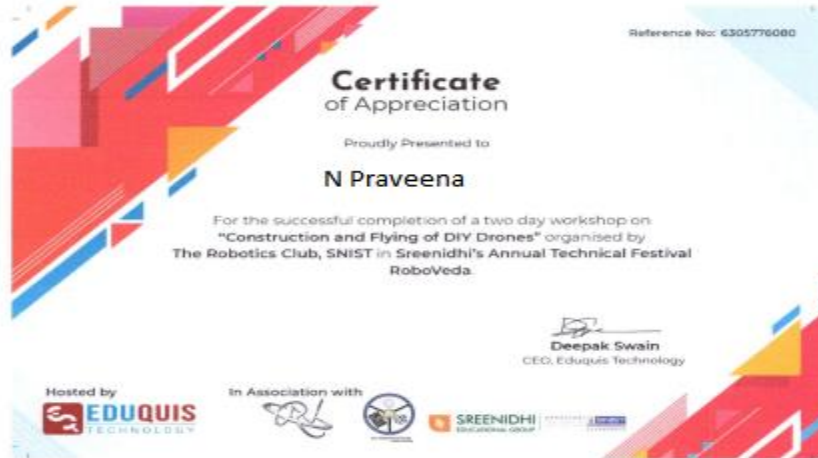 Reference No: 6305776080
Certificate
of Appreciation
Proudly Presented to
N Praveena
For the successful completion of a two day workshop on
"Construction and Flying of DIY Drones" organised by
The Robotics Club, SNIST in Sreenidhi's Annual Technical Festival
RoboVeda.
Deepak Swain
CEO, Eduquis Technology
Hosted by
In Association with
EDUQUIS
TECHNOLOGY
SREENIDHI
EDUCATIONAL GROUP